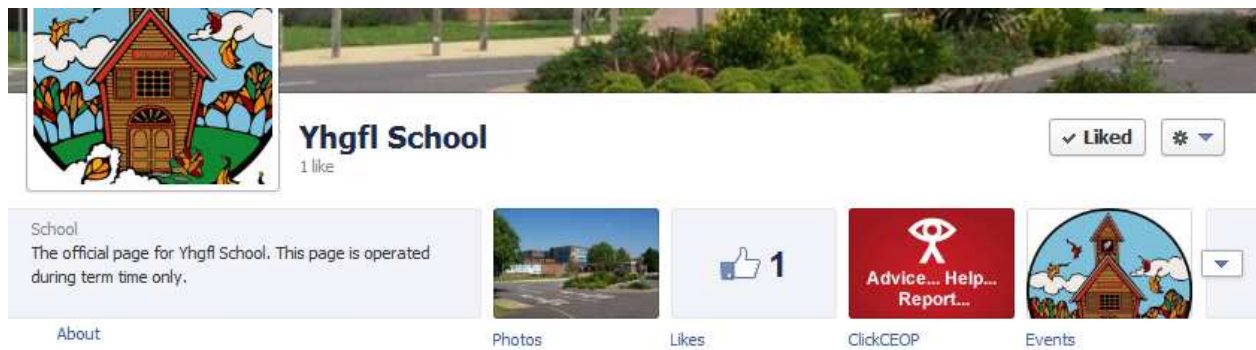 Yhgfl School
1 like
Liked
School
The official page for Yhgfl School. This page is operated
during term time only.
About
Photos
1
Likes
Advice... Help...
Report...
ClickCEOP
Events